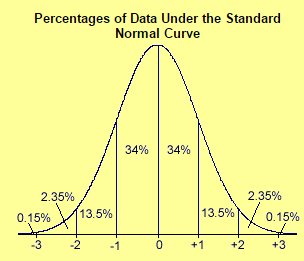 Percentages of Data Under the Standard
Normal Curve
34% 34%
2.35% 2.35%
0.15% 13.5% 13.5% 0.15%
-3 -2 -1 0 +1 +2 +3